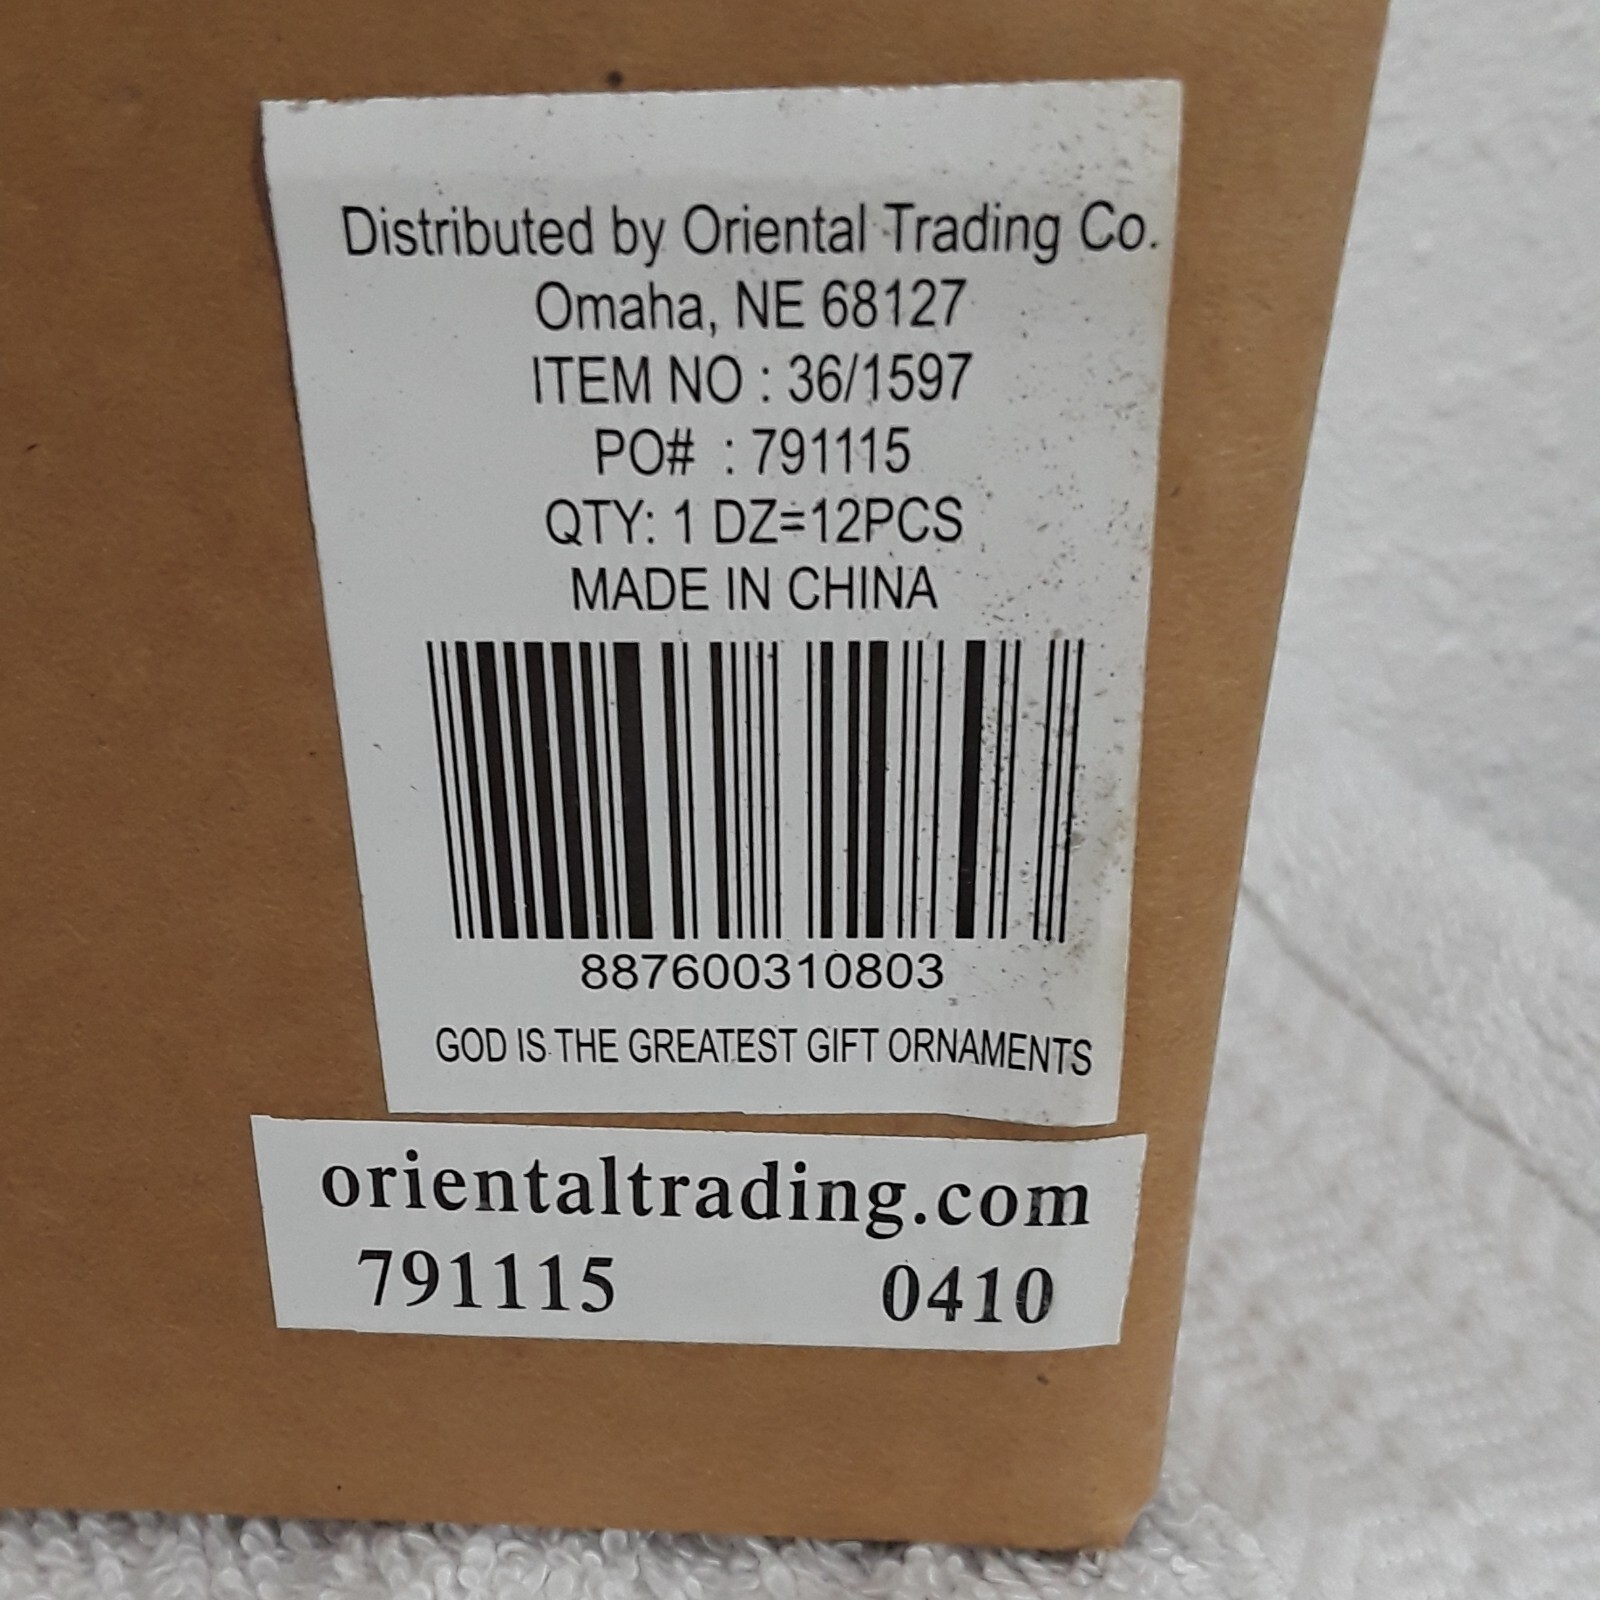 Distributed by Oriental Trading Co.
Omaha, NE 68127
ITEM NO : 36/1597
PO# : 791115
QTY: 1 DZ=12PCS
MADE IN CHINA
887600310803
GOD IS THE GREATEST GIFT ORNAMENTS
orientaltrading.com
791115 0410